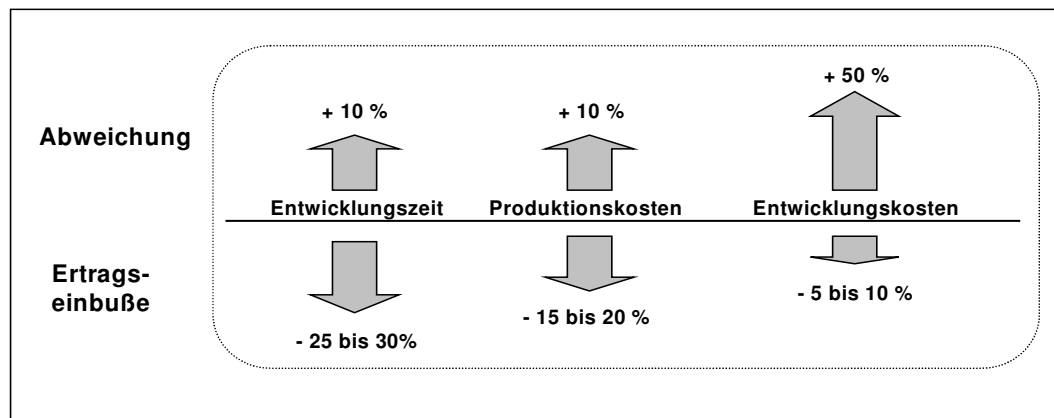 + 50 %
+ 10 %
+ 10 %
Abweichung
Entwicklungszeit
Produktionskosten
Entwicklungskosten
Ertrags-
einbuße
- 5 bis 10 %
- 15 bis 20 %
- 25 bis 30%